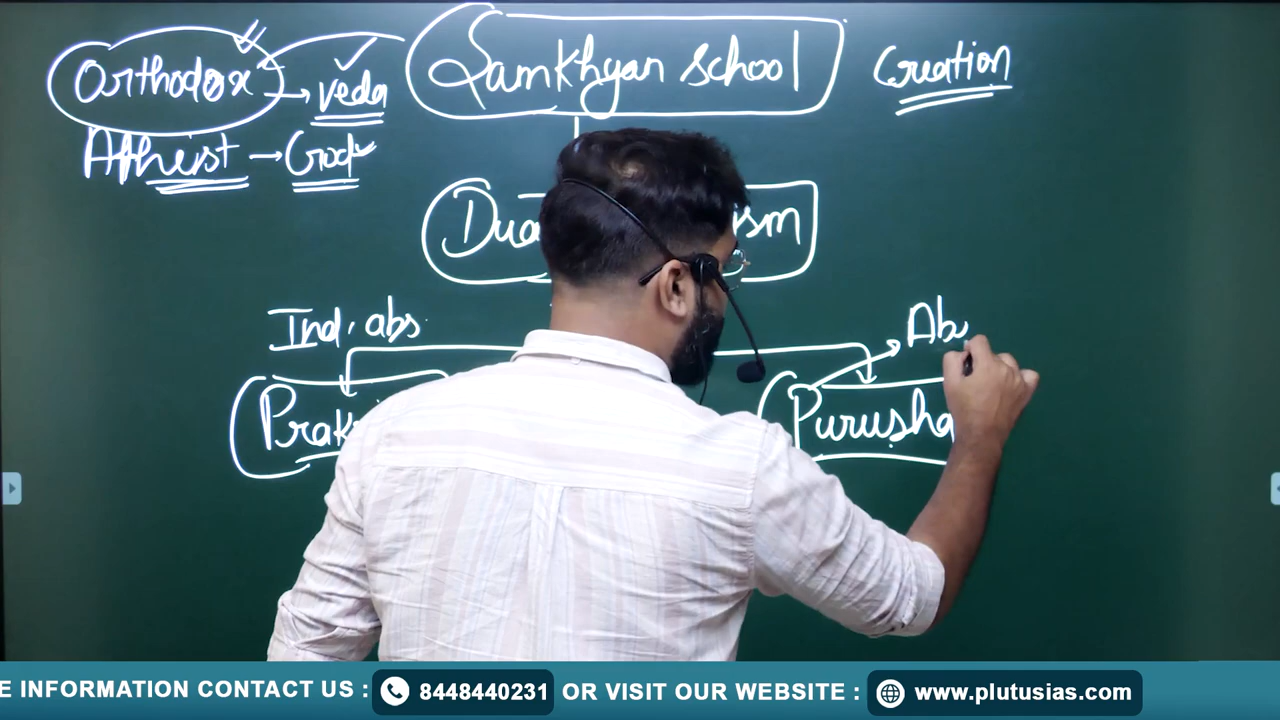 Orthodox → veda
Samkhyan school
Creation
Atheist → God
Ind. abs.
Purusha
E INFORMATION CONTACT US : 8448440231 OR VISIT OUR WEBSITE : www.plutusias.com